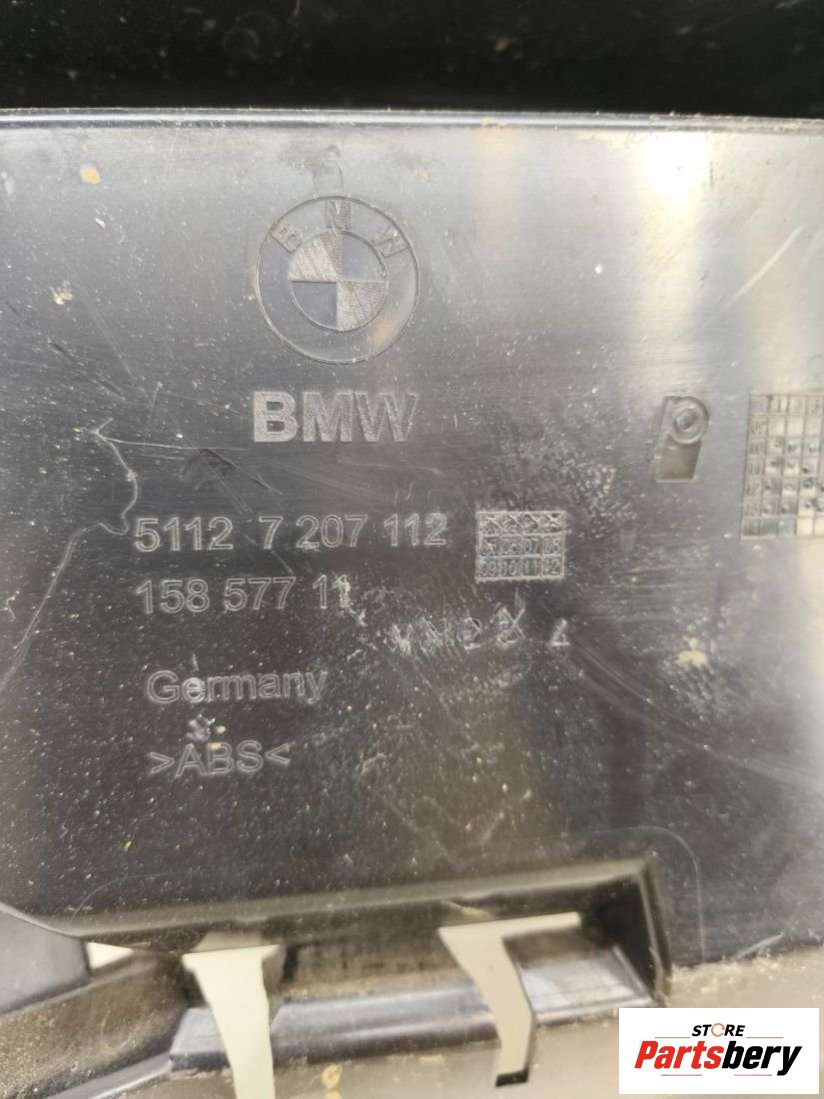 BMW
BMW
5112 7 207 112
158 577 11
Germany
>ABS<
STORE
Partsbery